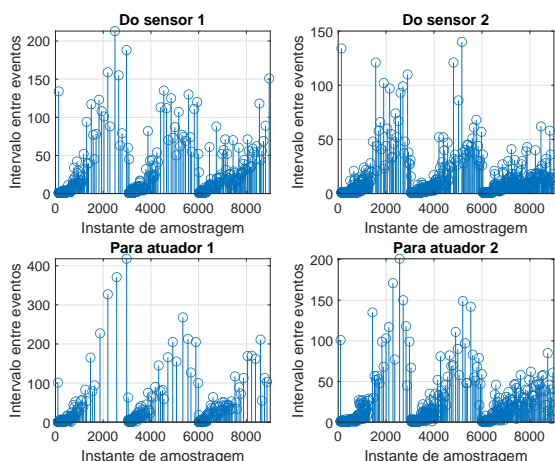 Do sensor 1
Intervalo entre eventos
200
150
100
50
0
0 2000 4000 6000 8000
Instante de amostragem
Do sensor 2
Intervalo entre eventos
150
100
50
0
0 2000 4000 6000 8000
Instante de amostragem
Para atuador 1
Intervalo entre eventos
400
300
200
100
0
0 2000 4000 6000 8000
Instante de amostragem
Para atuador 2
Intervalo entre eventos
200
150
100
50
0
0 2000 4000 6000 8000
Instante de amostragem